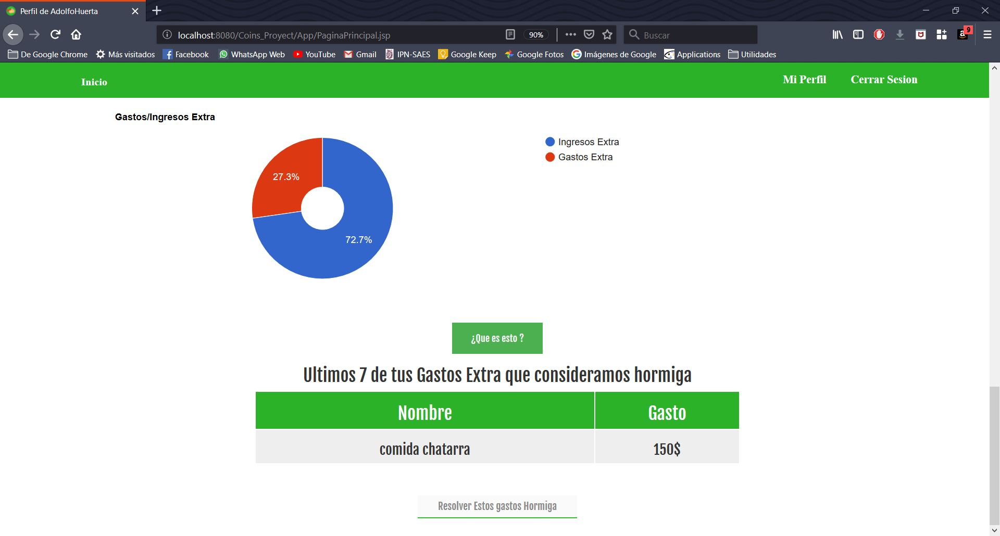 Perfil de AdolfoHuerta
localhost:8080/Coins_Proyect/App/PaginaPrincipal.jsp
90%
Buscar
9
De Google Chrome
Más visitados
Facebook
WhatsApp Web
YouTube
Gmail
IPN-SAES
Google Keep
Google Fotos
Imágenes de Google
Applications
Utilidades
Inicio
Mi Perfil
Cerrar Sesion
Gastos/Ingresos Extra
Ingresos Extra
Gastos Extra
27.3%
72.7%
¿Que es esto ?
Ultimos 7 de tus Gastos Extra que consideramos hormiga
Nombre
Gasto
comida chatarra
150$
Resolver Estos gastos Hormiga